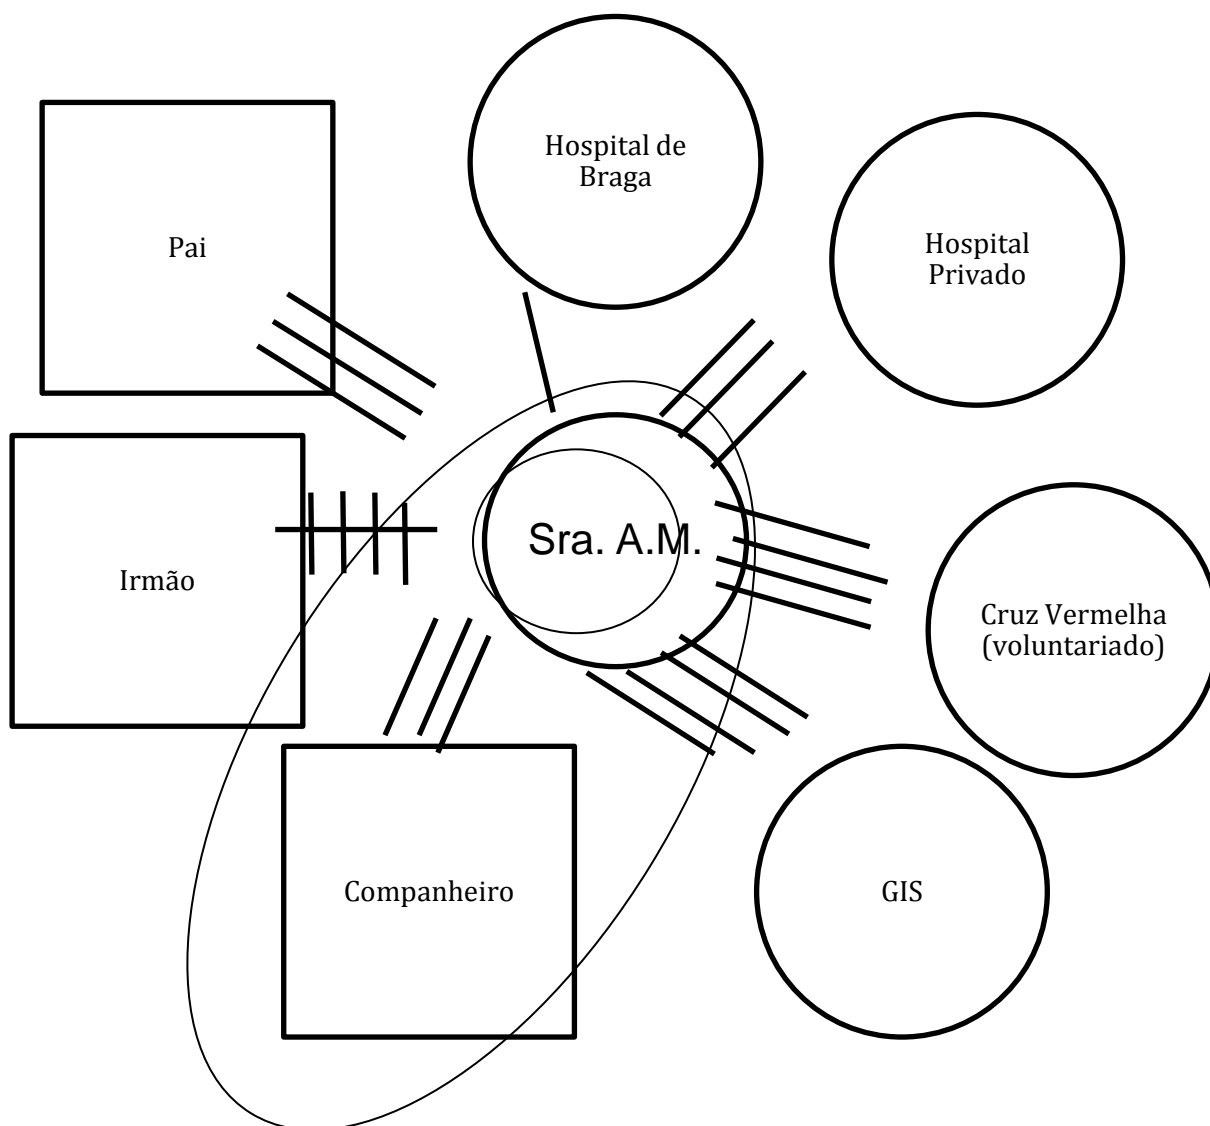 Hospital de
Braga
Pai
Hospital
Privado
Sra. A.M.
Irmão
Cruz Vermelha
(voluntariado)
Companheiro
GIS